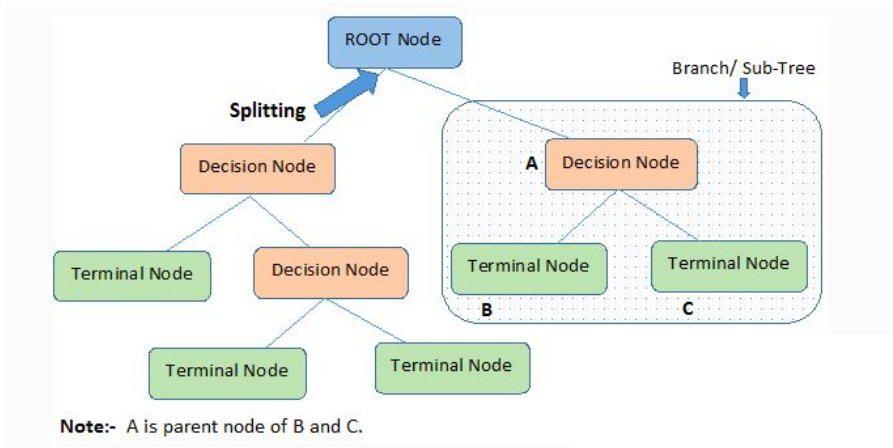 ROOT Node
Branch/ Sub-Tree
Splitting
Decision Node
A
Decision Node
Terminal Node
Decision Node
Terminal Node
Terminal Node
B
C
Terminal Node
Terminal Node
Note:- A is parent node of B and C.